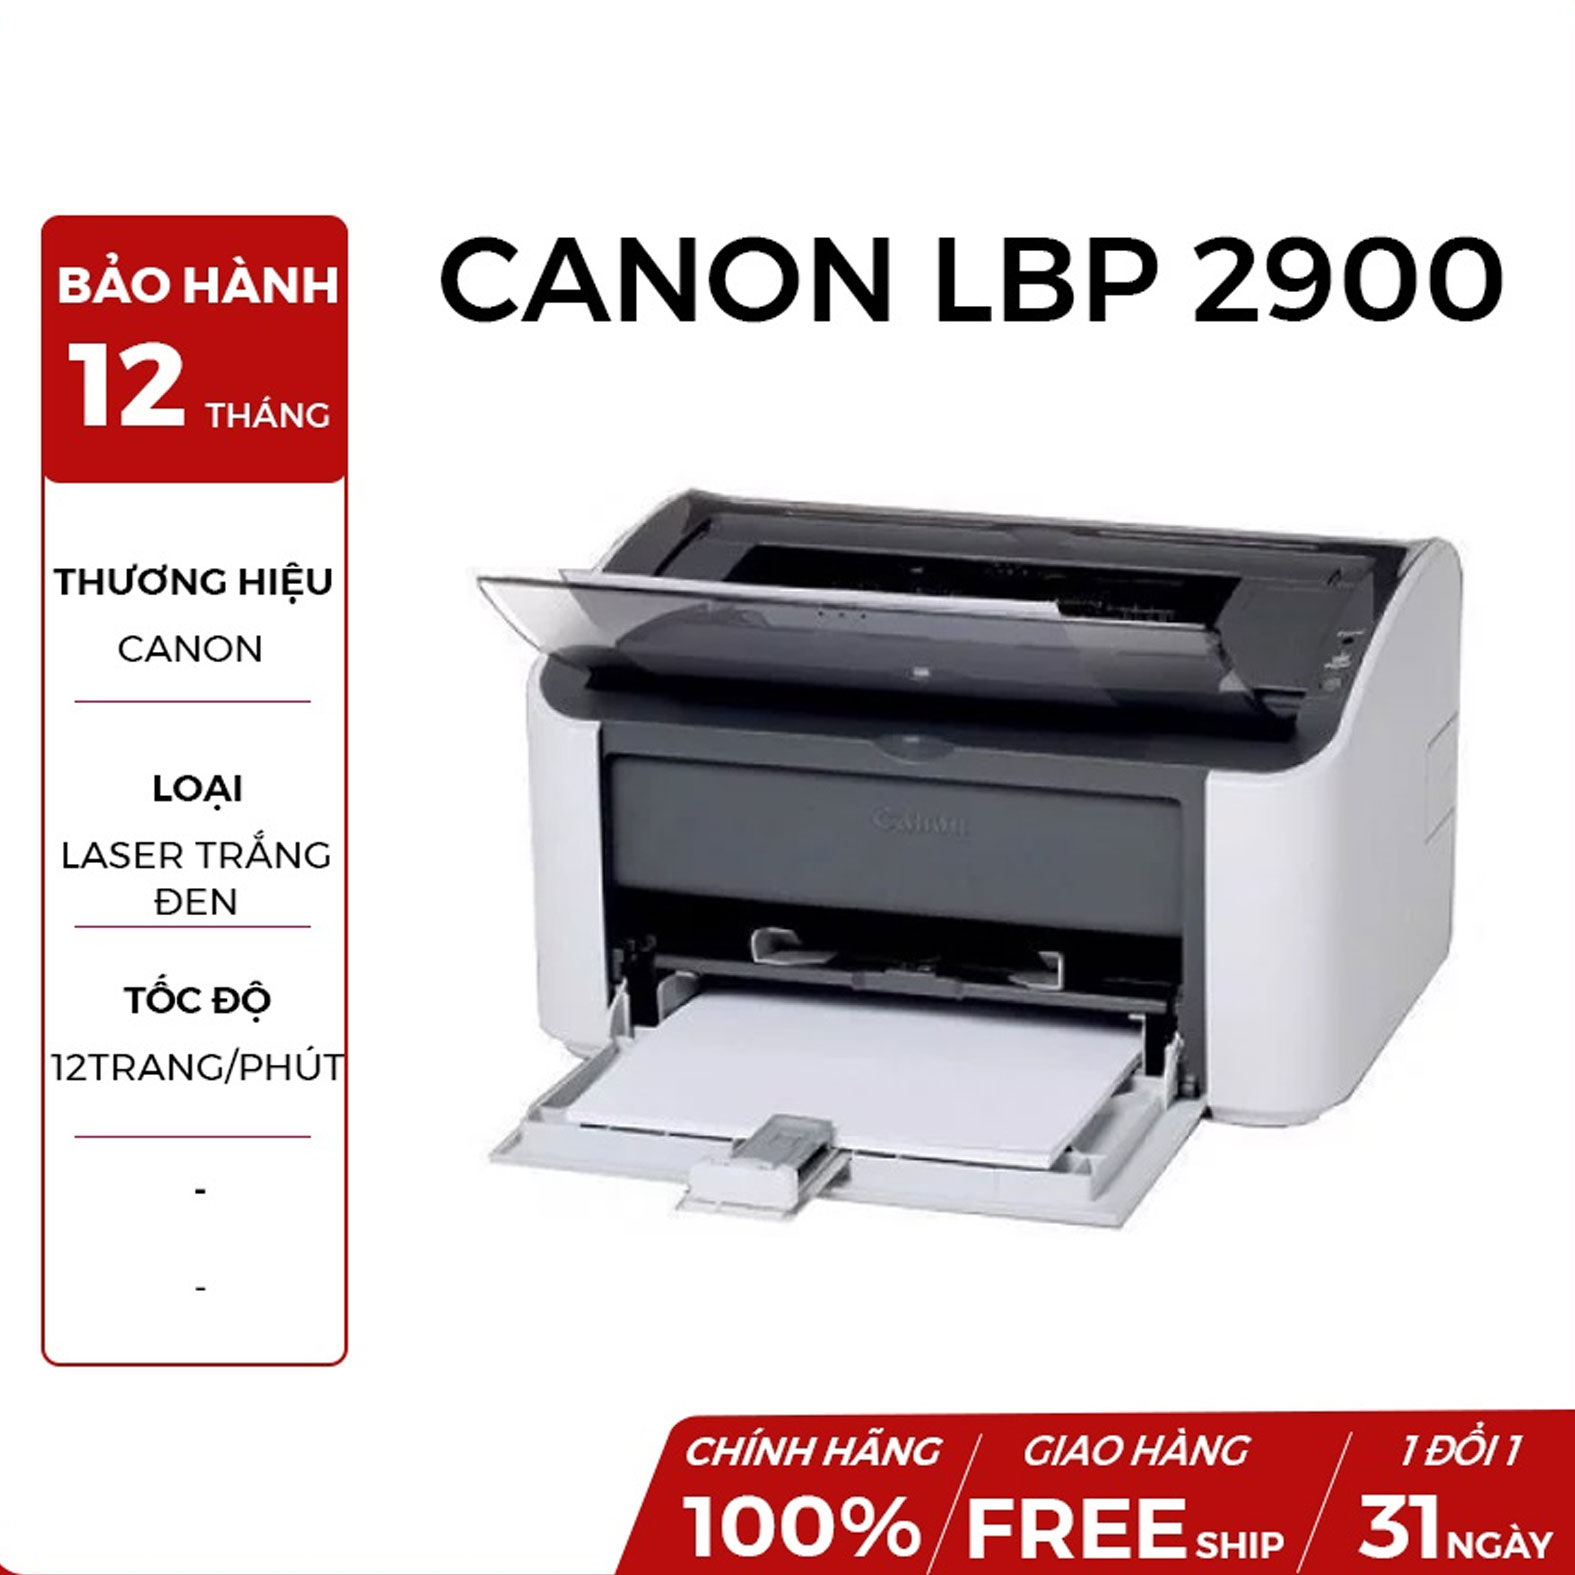 CANON LBP 2900
BẢO HÀNH
12 THÁNG
THƯƠNG HIỆU
CANON
LOẠI
LASER TRẮNG
ĐEN
TỐC ĐỘ
12TRANG/PHÚT
-
-
Canon
CHÍNH HÃNG
100%
GIAO HÀNG
FREE SHIP
1 ĐỔI 1
31 NGÀY